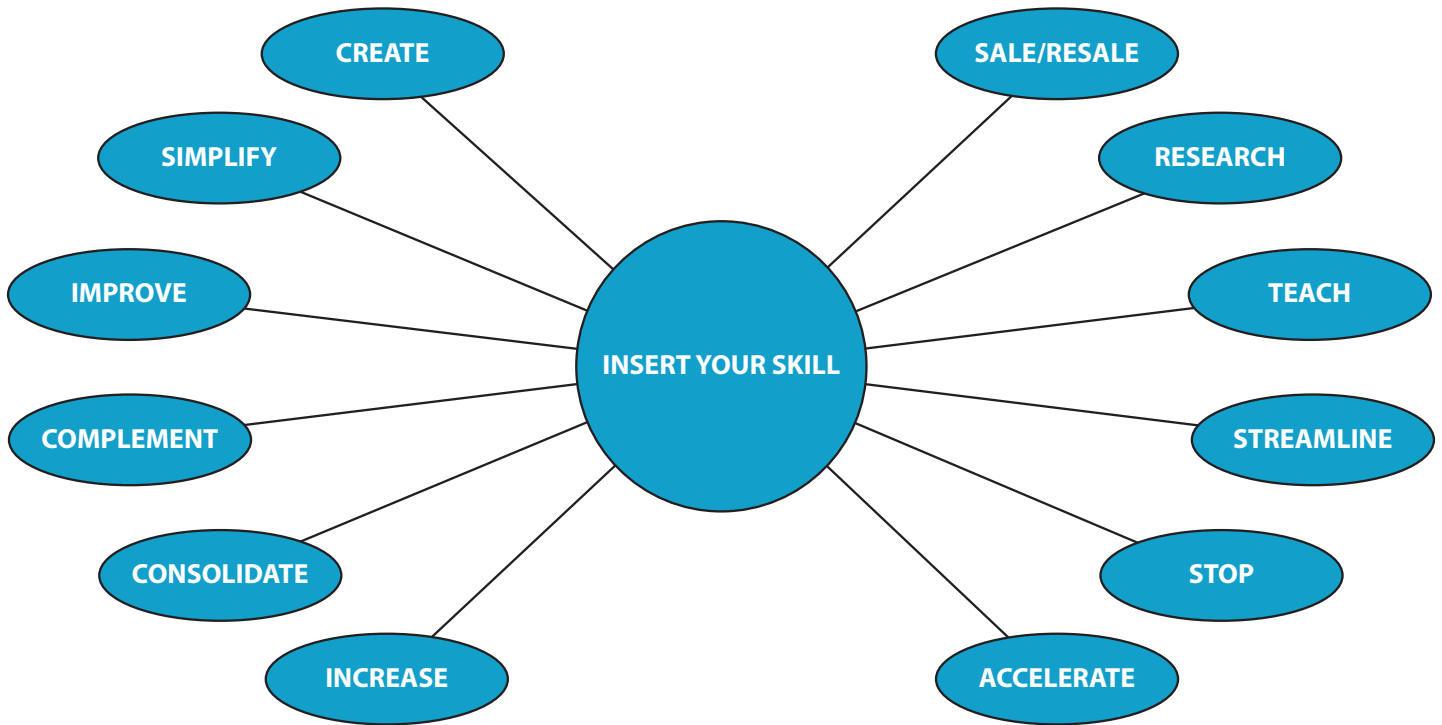 CREATE
SALE/RESALE
SIMPLIFY
RESEARCH
IMPROVE
TEACH
INSERT YOUR SKILL
COMPLEMENT
STREAMLINE
CONSOLIDATE
STOP
INCREASE
ACCELERATE